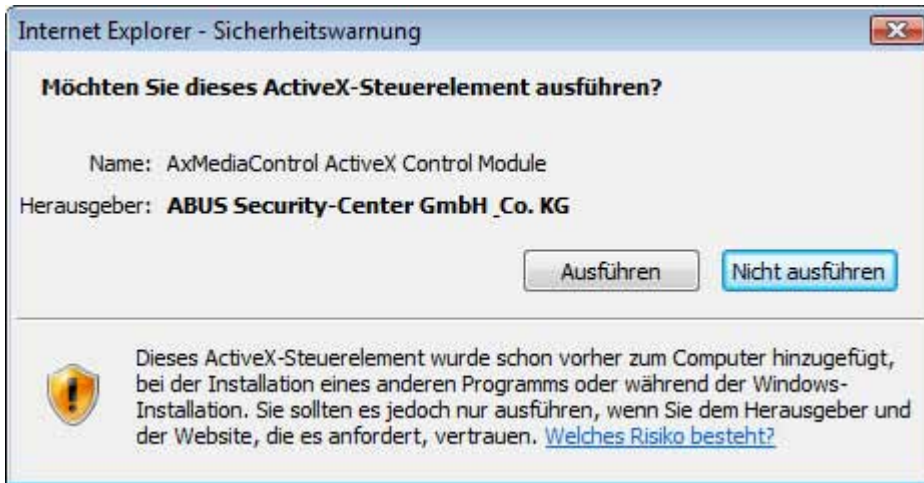 Internet Explorer - Sicherheitswarnung
Möchten Sie dieses ActiveX-Steuerelement ausführen?
Name: AxMediaControl ActiveX Control Module
Herausgeber: ABUS Security-Center GmbH _Co. KG
Ausführen Nicht ausführen
Dieses ActiveX-Steuerelement wurde schon vorher zum Computer hinzugefügt,
bei der Installation eines anderen Programms oder während der Windows-
Installation. Sie sollten es jedoch nur ausführen, wenn Sie dem Herausgeber und
der Website, die es anfordert, vertrauen. Welches Risiko besteht?